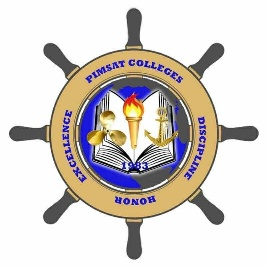 PIMSAT COLLEGES
DISCIPLINE
HONOR
EXCELLENCE
1983